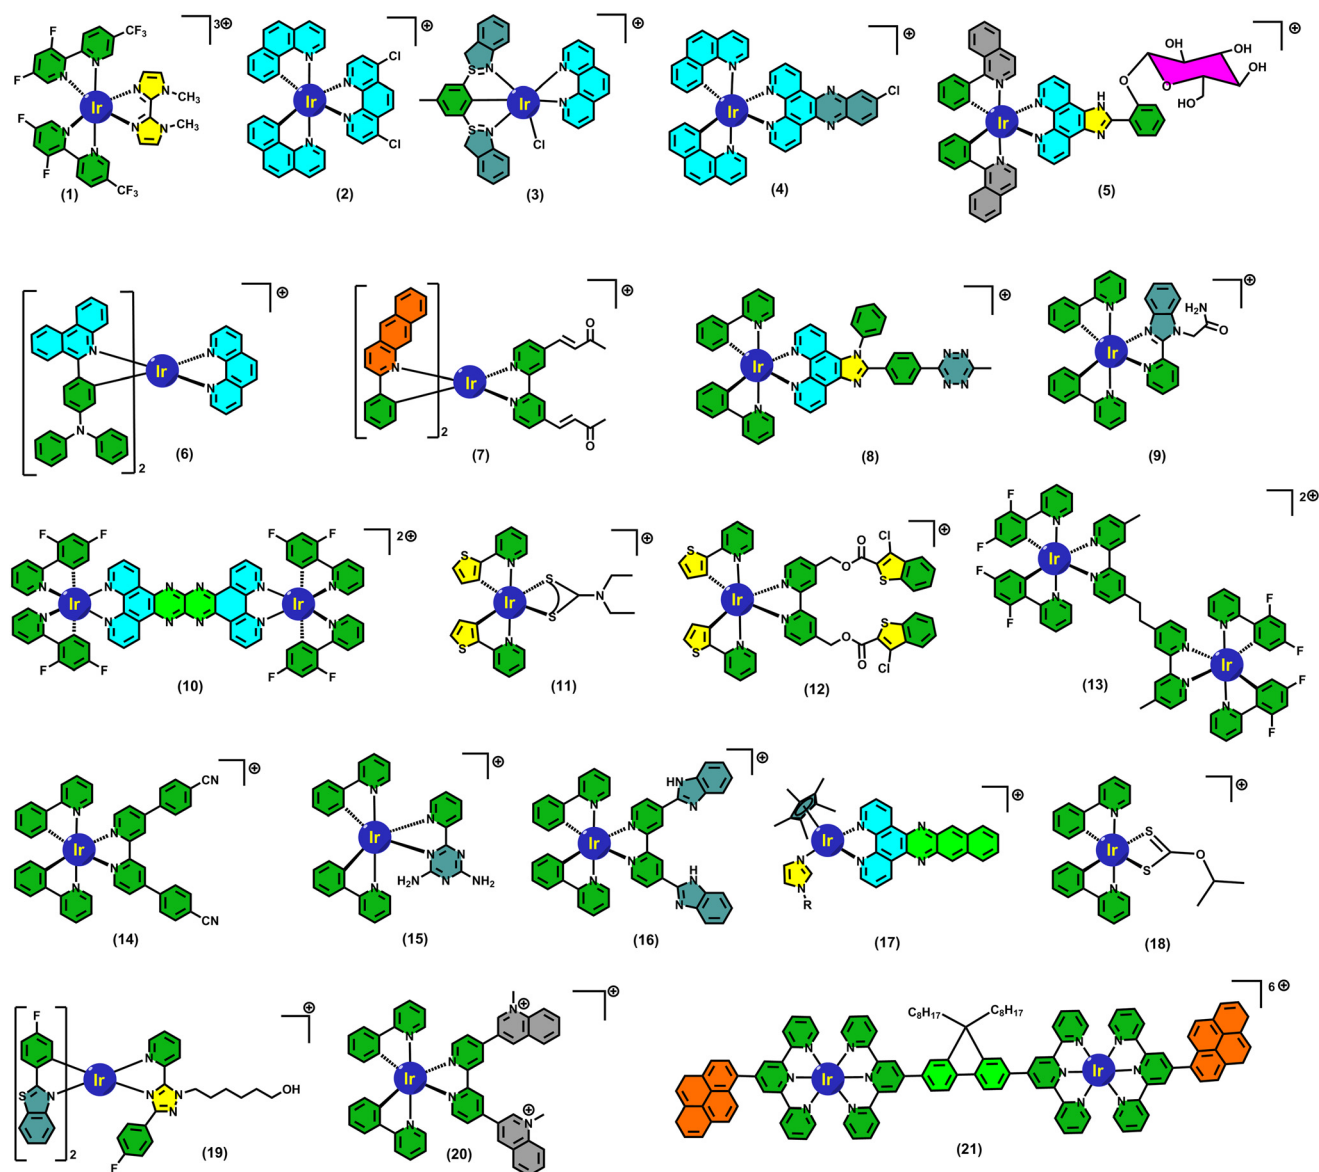 3⊕
F
CF₃
N
N
Ir
N
N
N–CH₃
F
N
N
N
CH₃
F
CF₃
(1)
⊕
N
Cl
N
Ir
N
N
Cl
(2)
⊕
S=N
N
Ir
N
S=N
Cl
(3)
⊕
N
N
N
Cl
Ir
N
N
N
(4)
⊕
OH
OH
OH
O
O
HO
N
N
H
N
Ir
N
N
N
(5)
⊕
N
N
Ir
N
N
2
(6)
⊕
O
N
N
Ir
N
O
2
(7)
⊕
N
N
N
N
N
Ir
N
N
N
N
N
(8)
⊕
H₂N
O
N
N
N
Ir
N
N
(9)
2⊕
F
F
F
F
N
N
N
N
N
N
Ir
Ir
N
N
N
N
N
N
F
F
F
F
(10)
⊕
S
N
S
Ir
N
S
S
N
(11)
⊕
S
N
O
Cl
O
S
N
Ir
N
S
O
S
O
Cl
N
(12)
2⊕
F
F
N
N
Ir
F
N
F
N
N
N
F
Ir
F
N
F
N
F
(13)
⊕
CN
N
N
Ir
N
N
CN
(14)
⊕
N
N
Ir
N
N
N
N
H₂N
NH₂
(15)
⊕
HN
N
N
N
Ir
N
H
N
N
N
(16)
⊕
N
N
Ir
N
N
N
N
R
(17)
⊕
N
S
Ir
S
O
N
(18)
⊕
F
N
Ir
S
N
N
N
N
OH
2
F
(19)
⊕
N
⊕
N
N
Ir
N
N
N
⊕
(20)
6⊕
C₈H₁₇
C₈H₁₇
N
N
N
N
N
Ir
N
N
Ir
N
N
N
N
N
(21)